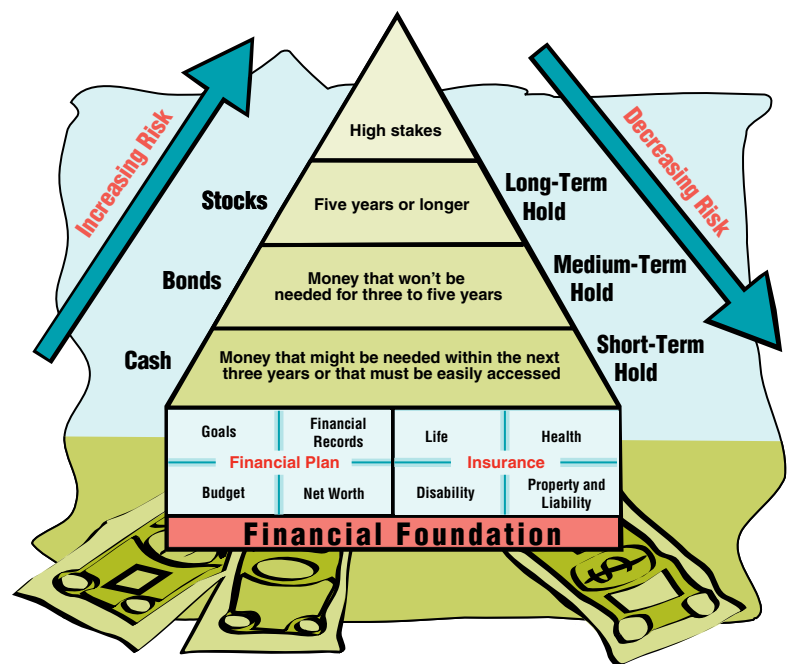 High stakes
Increasing Risk
Decreasing Risk
Stocks
Five years or longer
Long-Term
Hold
Bonds
Money that won't be
needed for three to five years
Medium-Term
Hold
Cash
Money that might be needed within the next
three years or that must be easily accessed
Short-Term
Hold
Goals
Financial
Records
Life
Health
Financial Plan
Insurance
Budget
Net Worth
Disability
Property and
Liability
Financial Foundation
$